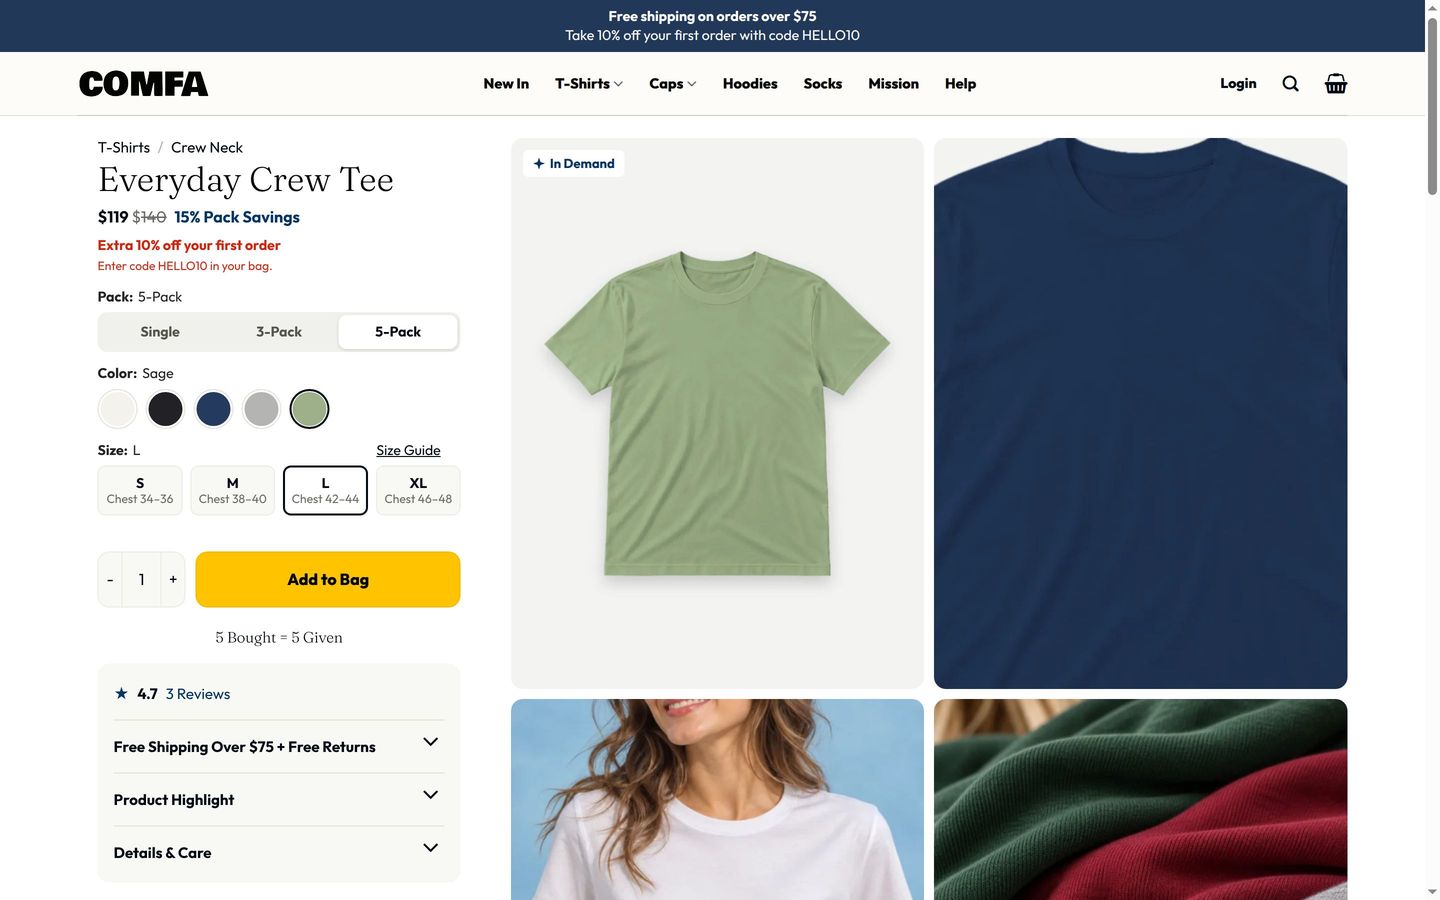 Free shipping on orders over $75
Take 10% off your first order with code HELLO10
COMFA
New In
T-Shirts
Caps
Hoodies
Socks
Mission
Help
Login
T-Shirts / Crew Neck
Everyday Crew Tee
$119 $140 15% Pack Savings
Extra 10% off your first order
Enter code HELLO10 in your bag.
Pack: 5-Pack
Single
3-Pack
5-Pack
Color: Sage
Size: L
Size Guide
S
Chest 34–36
M
Chest 38–40
L
Chest 42–44
XL
Chest 46–48
- 1 +
Add to Bag
5 Bought = 5 Given
★ 4.7 3 Reviews
Free Shipping Over $75 + Free Returns
Product Highlight
Details & Care
In Demand